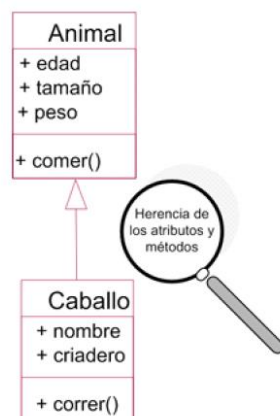 Animal
+ edad
+ tamaño
+ peso
+ comer()
Herencia de
los atributos y
métodos
Caballo
+ nombre
+ criadero
+ correr()